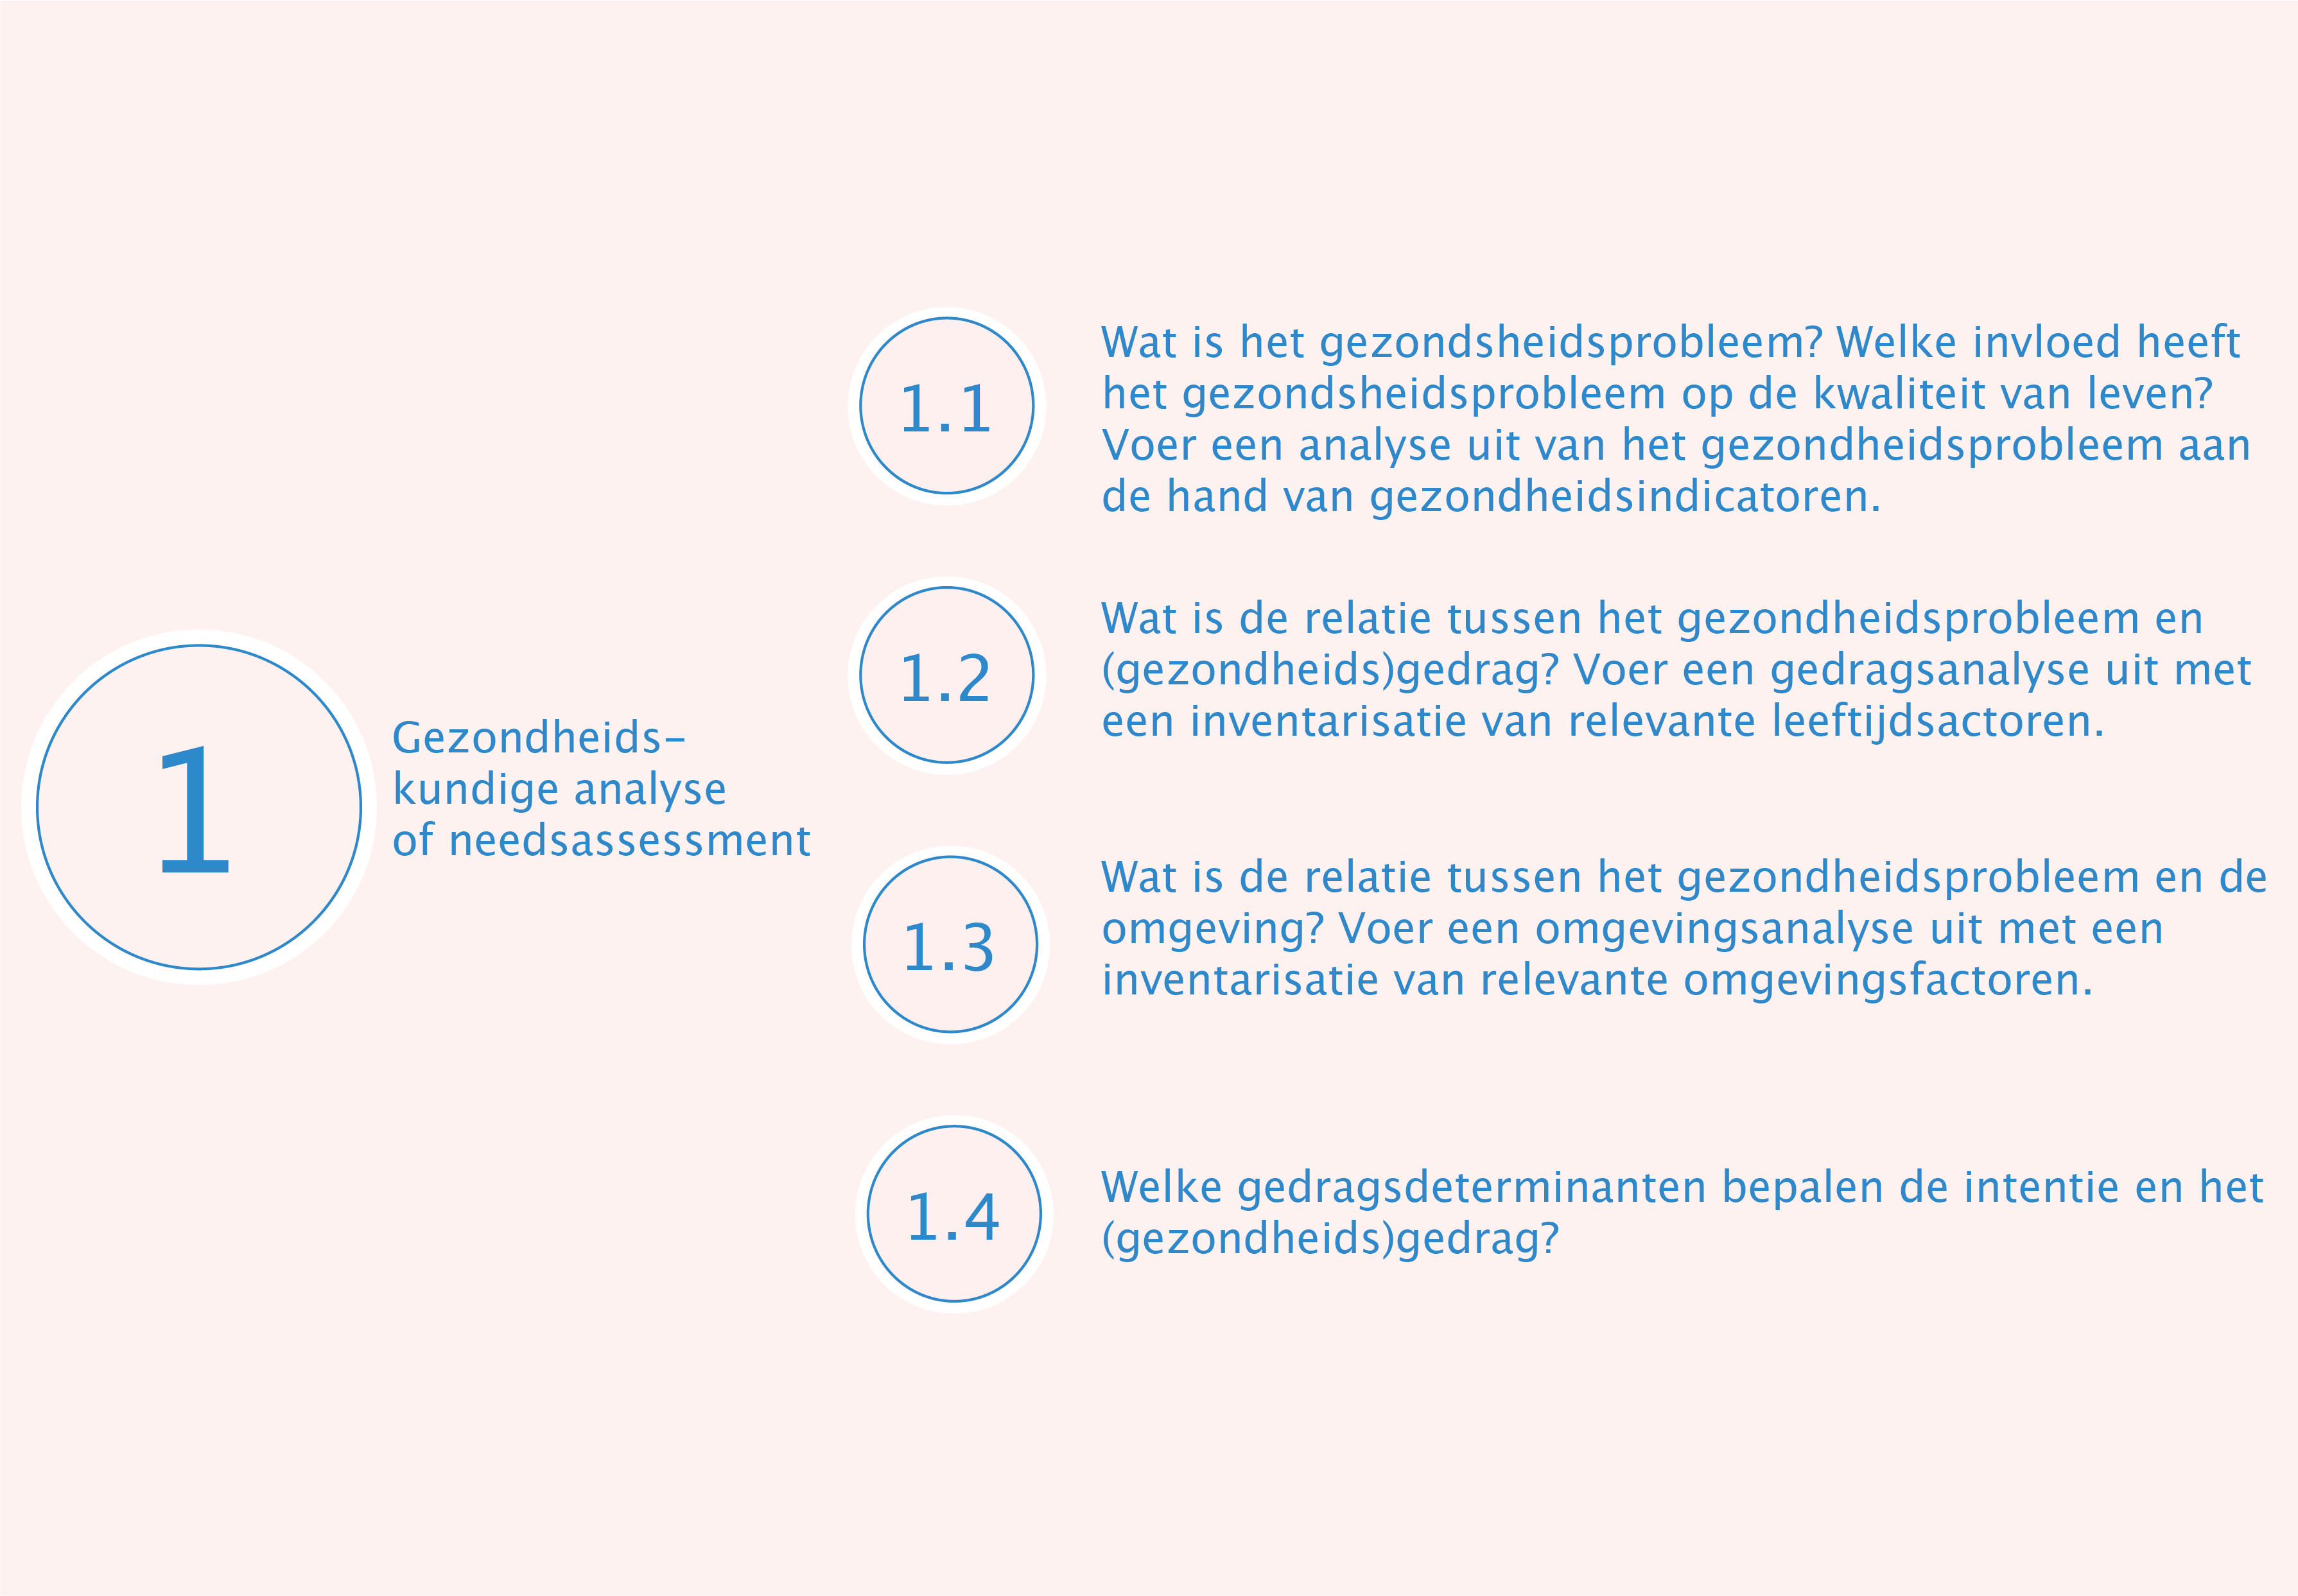 1
Gezondheids-
kundige analyse
of needsassessment
1.1
Wat is het gezondsheidsprobleem? Welke invloed heeft
het gezondsheidsprobleem op de kwaliteit van leven?
Voer een analyse uit van het gezondheidsprobleem aan
de hand van gezondheidsindicatoren.
1.2
Wat is de relatie tussen het gezondheidsprobleem en
(gezondheids)gedrag? Voer een gedragsanalyse uit met
een inventarisatie van relevante leeftijdsactoren.
1.3
Wat is de relatie tussen het gezondheidsprobleem en de
omgeving? Voer een omgevingsanalyse uit met een
inventarisatie van relevante omgevingsfactoren.
1.4
Welke gedragsdeterminanten bepalen de intentie en het
(gezondheids)gedrag?